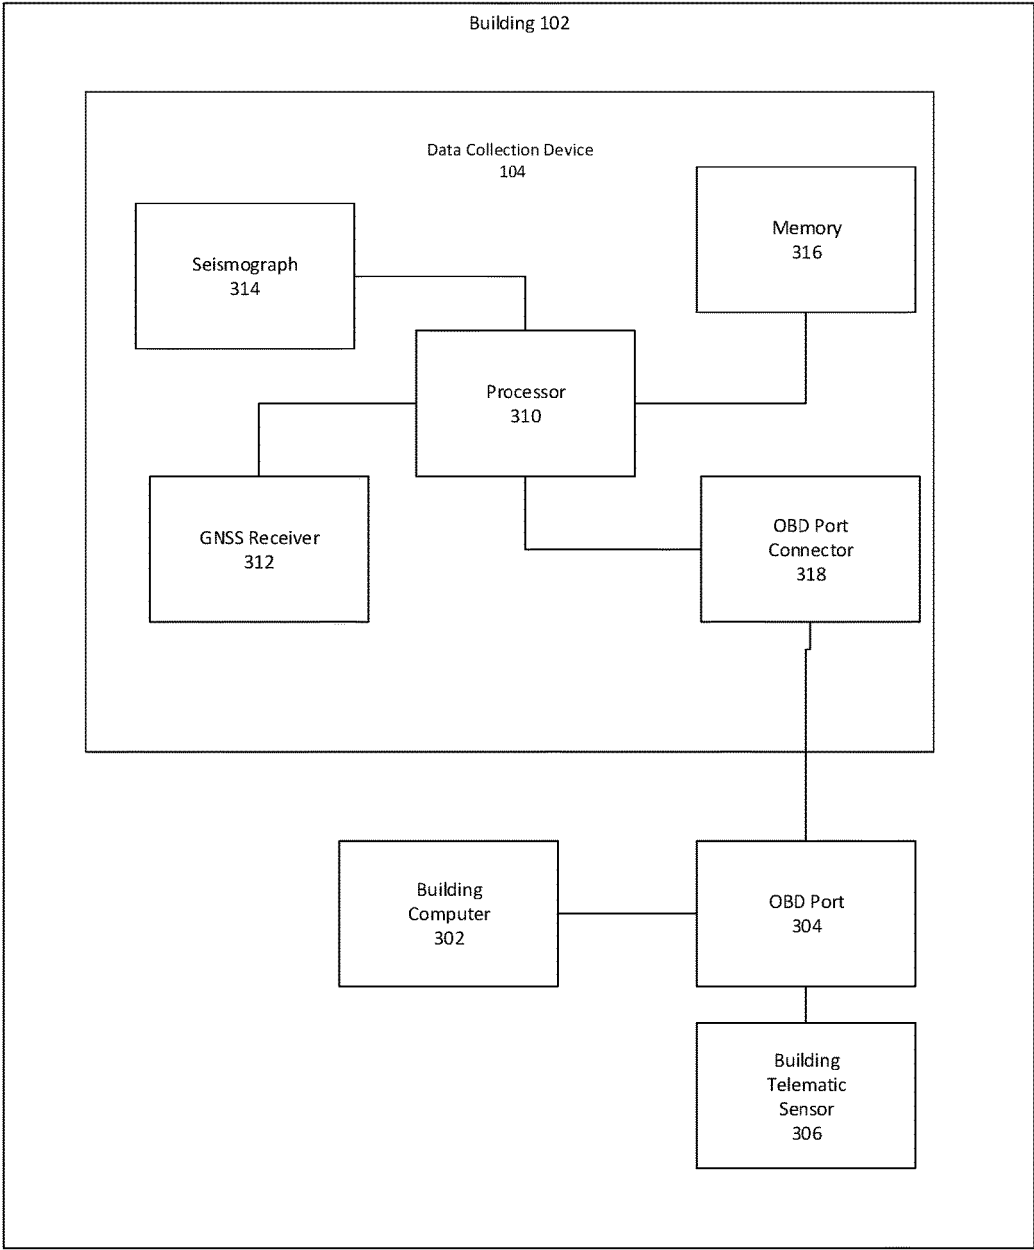 Building 102
Data Collection Device
104
Memory
316
Seismograph
314
Processor
310
GNSS Receiver
312
OBD Port
Connector
318
Building
Computer
302
OBD Port
304
Building
Telematic
Sensor
306